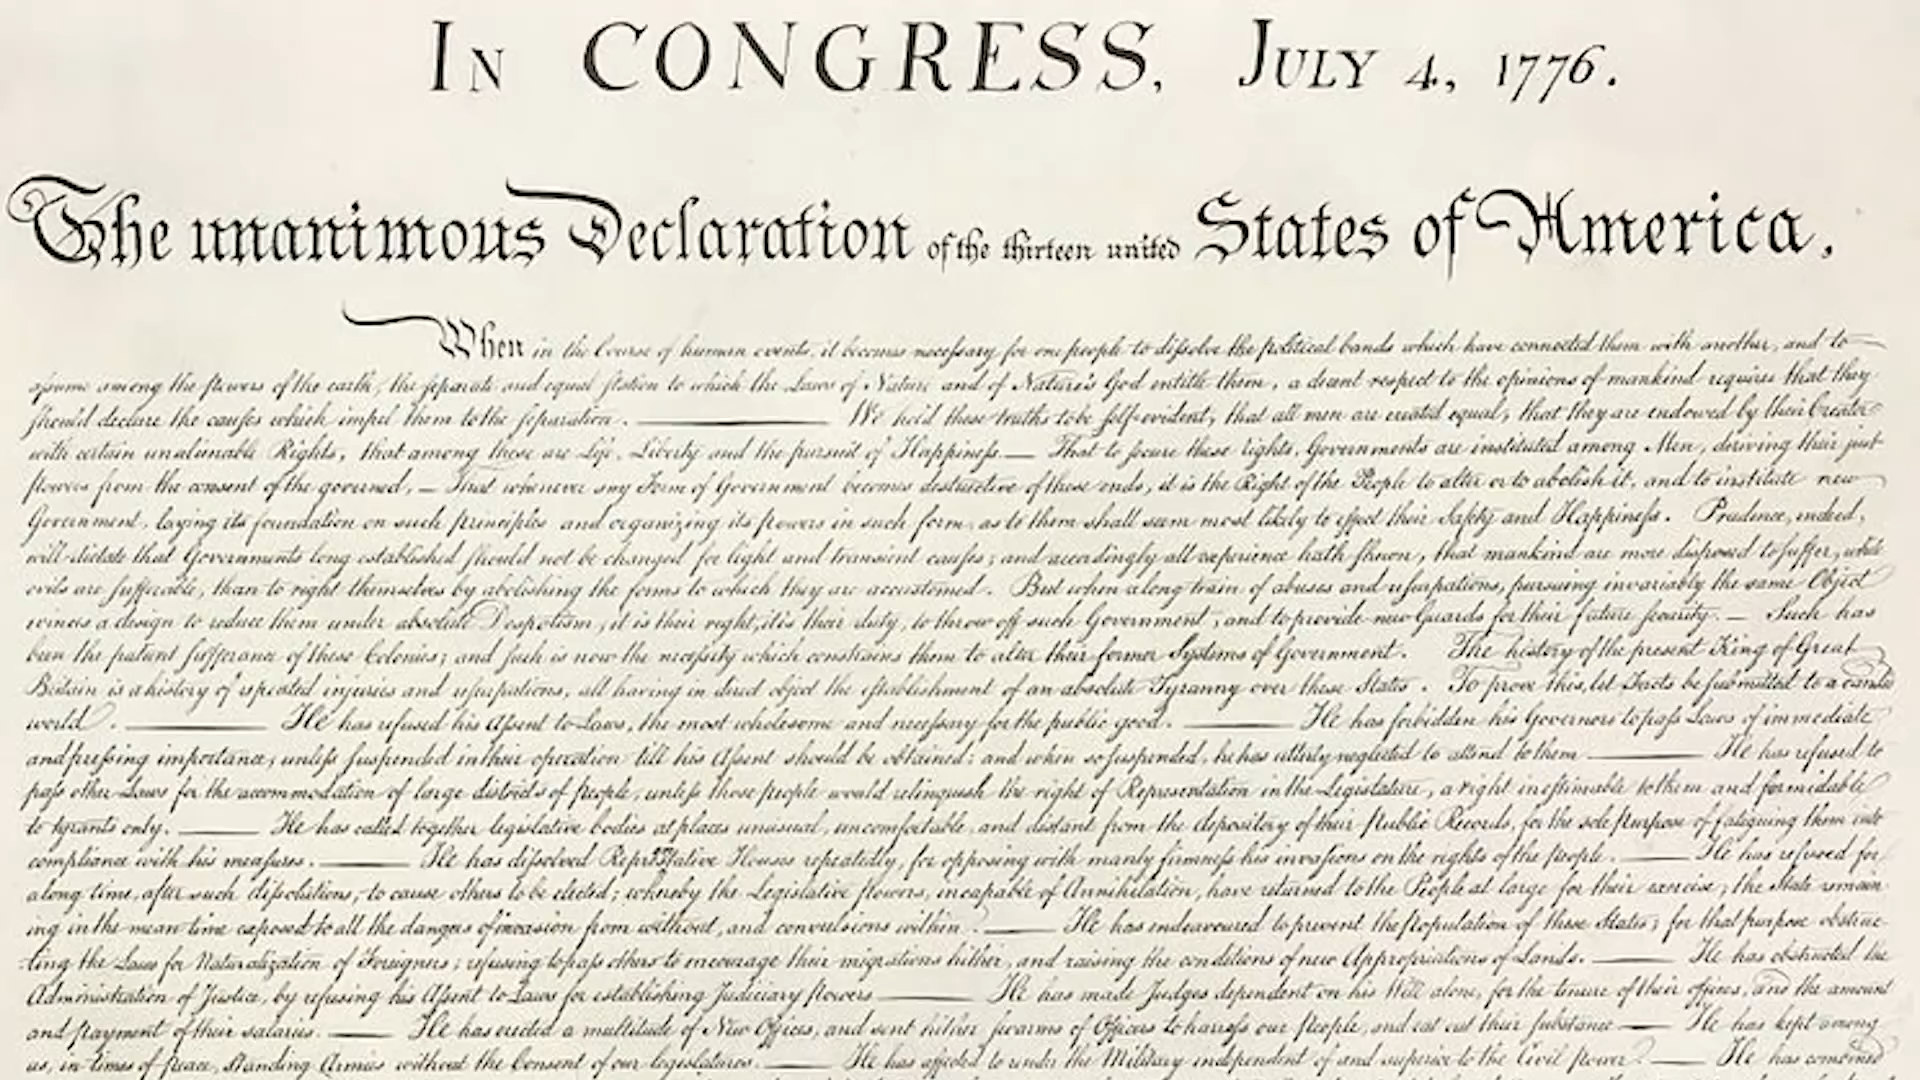 IN CONGRESS, JULY 4, 1776.
The unanimous Declaration of the thirteen united States of America,
When in the Course of human events, it becomes necessary for one people to dissolve the political bands which have connected them with another, and to
assume among the powers of the earth, the separate and equal station to which the Laws of Nature and of Nature's God entitle them, a decent respect to the opinions of mankind requires that they
should declare the causes which impel them to the separation. — We hold these truths to be self-evident, that all men are created equal, that they are endowed by their Creator
with certain unalienable Rights, that among these are Life, Liberty and the pursuit of Happiness. — That to secure these rights, Governments are instituted among Men, deriving their just
powers from the consent of the governed, — That whenever any Form of Government becomes destructive of these ends, it is the Right of the People to alter or to abolish it, and to institute new
Government, laying its foundation on such principles and organizing its powers in such form, as to them shall seem most likely to effect their Safety and Happiness. Prudence, indeed,
will dictate that Governments long established should not be changed for light and transient causes; and accordingly all experience hath shewn, that mankind are more disposed to suffer, while
evils are sufferable, than to right themselves by abolishing the forms to which they are accustomed. But when a long train of abuses and usurpations, pursuing invariably the same Object
evinces a design to reduce them under absolute Despotism, it is their right, it is their duty, to throw off such Government, and to provide new Guards for their future security. — Such has
been the patient sufferance of these Colonies; and such is now the necessity which constrains them to alter their former Systems of Government. The history of the present King of Great
Britain is a history of repeated injuries and usurpations, all having in direct object the establishment of an absolute Tyranny over these States. To prove this, let Facts be submitted to a candid
world. — He has refused his Assent to Laws, the most wholesome and necessary for the public good. — He has forbidden his Governors to pass Laws of immediate
and pressing importance, unless suspended in their operation till his Assent should be obtained; and when so suspended, he has utterly neglected to attend to them — He has refused to
pass other Laws for the accommodation of large districts of people, unless those people would relinquish the right of Representation in the Legislature, a right inestimable to them and formidable
to tyrants only. — He has called together legislative bodies at places unusual, uncomfortable, and distant from the depository of their Public Records, for the sole purpose of fatiguing them into
compliance with his measures. — He has dissolved Representative Houses repeatedly, for opposing with manly firmness his invasions on the rights of the people. — He has refused for
a long time, after such dissolutions, to cause others to be elected; whereby the Legislative powers, incapable of Annihilation, have returned to the People at large for their exercise; the State remain-
ing in the mean time exposed to all the dangers of invasion from without, and convulsions within. — He has endeavoured to prevent the population of these States; for that purpose obstruc-
ting the Laws for Naturalization of Foreigners; refusing to pass others to encourage their migrations hither, and raising the conditions of new Appropriations of Lands. — He has obstructed the
Administration of Justice, by refusing his Assent to Laws for establishing Judiciary powers — He has made Judges dependent on his Will alone, for the tenure of their offices, and the amount
and payment of their salaries. — He has erected a multitude of New Offices, and sent hither swarms of Officers to harrass our People, and eat out their substance — He has kept among
us, in times of peace, Standing Armies without the Consent of our legislatures. — He has affected to render the Military independent of and superior to the Civil power. — He has combined